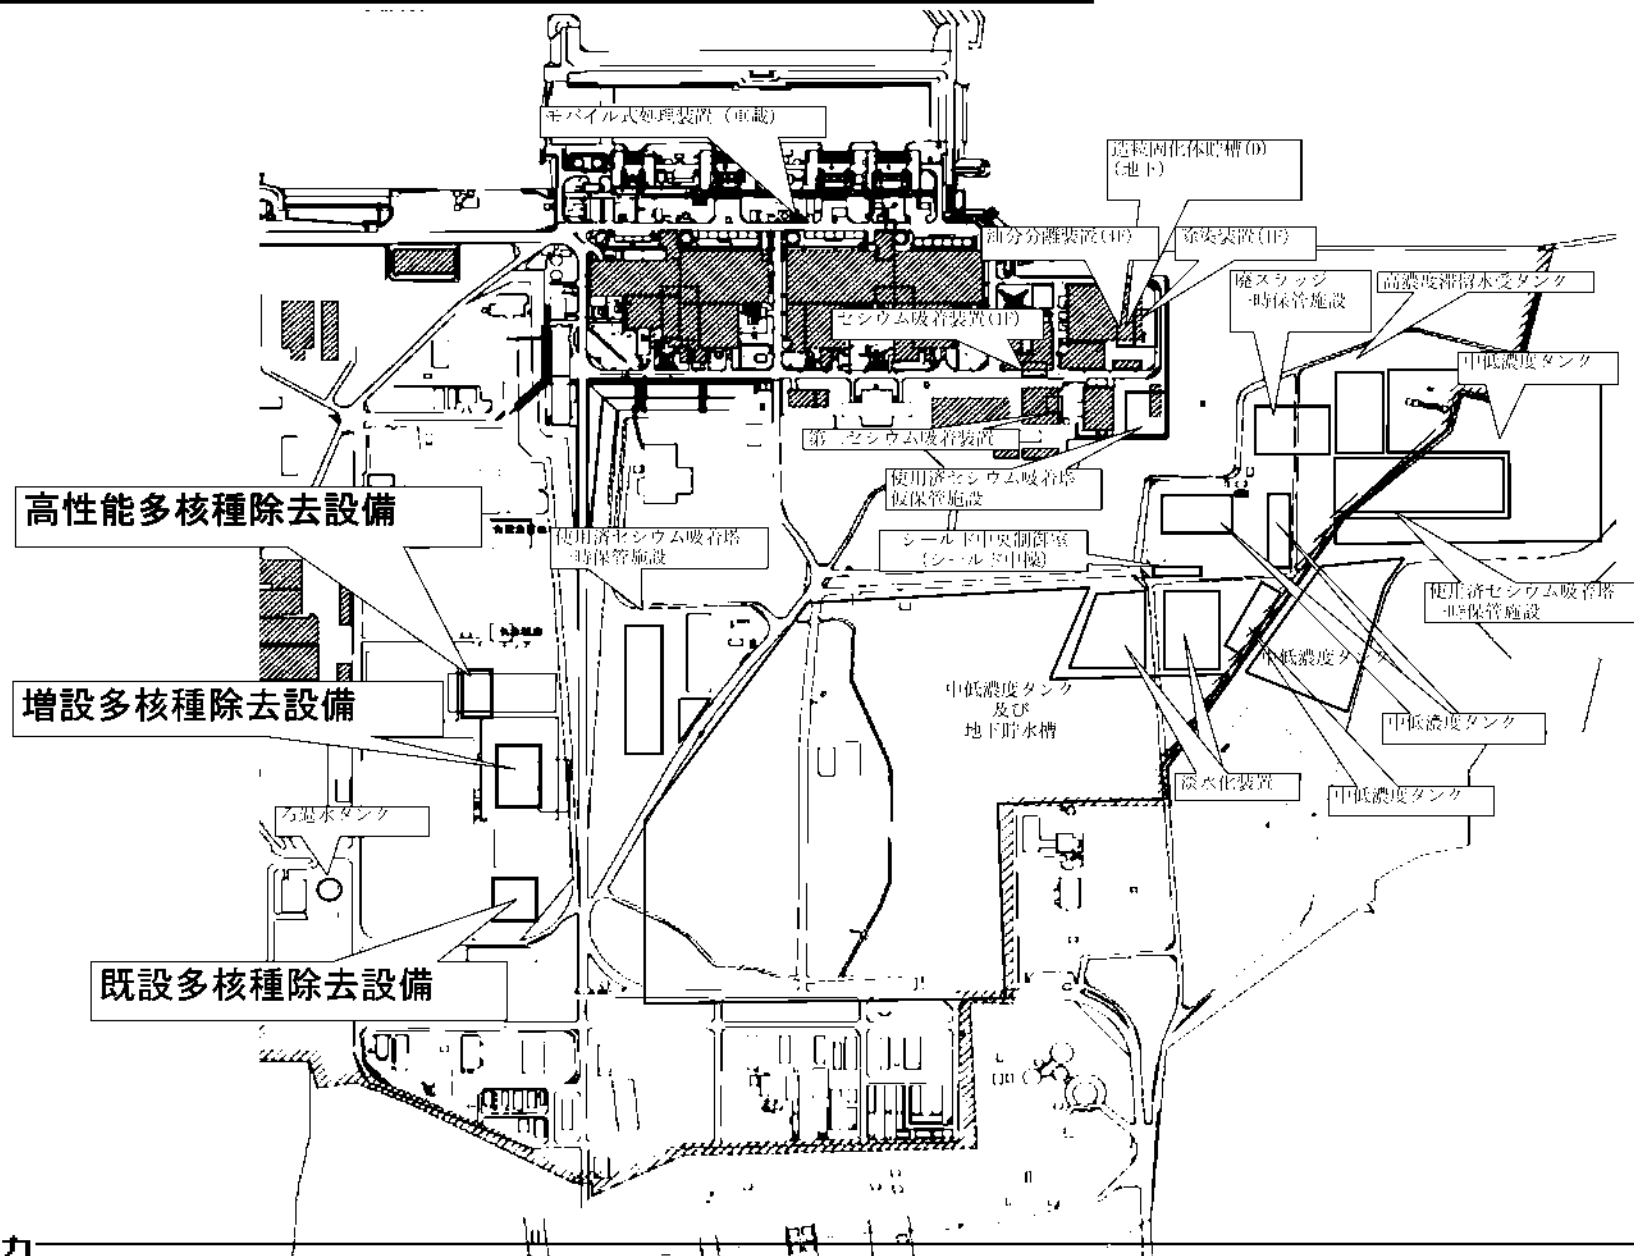 モバイル式処理装置(車載)
造粒固化体貯槽(D)
(地下)
油分分離装置(4F)
除染装置(1F)
廃スラッジ
一時保管施設
高濃度滞留水受タンク
セシウム吸着装置(1F)
中低濃度タンク
第二セシウム吸着装置
使用済セシウム吸着塔
仮保管施設
高性能多核種除去設備
使用済セシウム吸着塔
一時保管施設
シールド中央制御室
(シールド中操)
使用済セシウム吸着塔
一時保管施設
中低濃度タンク
増設多核種除去設備
中低濃度タンク
及び
地下貯水槽
中低濃度タンク
淡水化装置
中低濃度タンク
ろ過水タンク
既設多核種除去設備
力